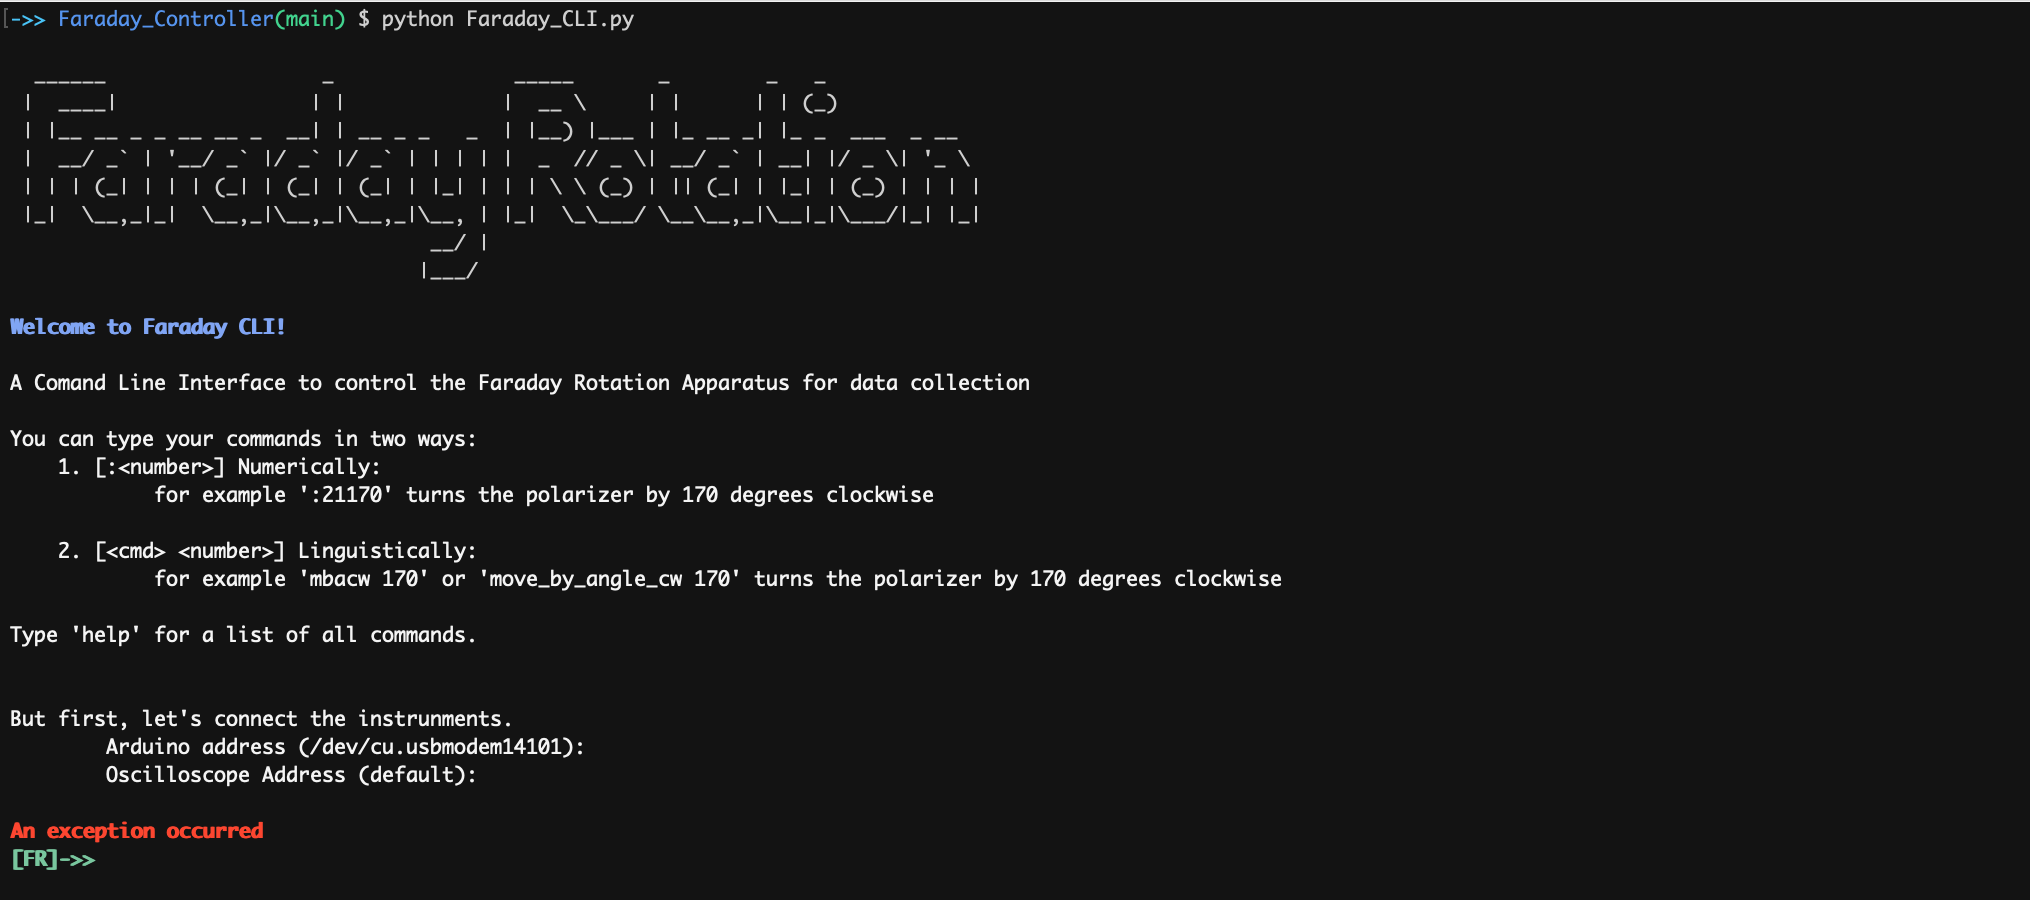 [->> Faraday_Controller(main) $ python Faraday_CLI.py
Faraday Rotation
Welcome to Faraday CLI!
A Comand Line Interface to control the Faraday Rotation Apparatus for data collection
You can type your commands in two ways:
1. [:<number>] Numerically:
for example ':21170' turns the polarizer by 170 degrees clockwise
2. [<cmd> <number>] Linguistically:
for example 'mbacw 170' or 'move_by_angle_cw 170' turns the polarizer by 170 degrees clockwise
Type 'help' for a list of all commands.
But first, let's connect the instrunments.
Arduino address (/dev/cu.usbmodem14101):
Oscilloscope Address (default):
An exception occurred
[FR]->>